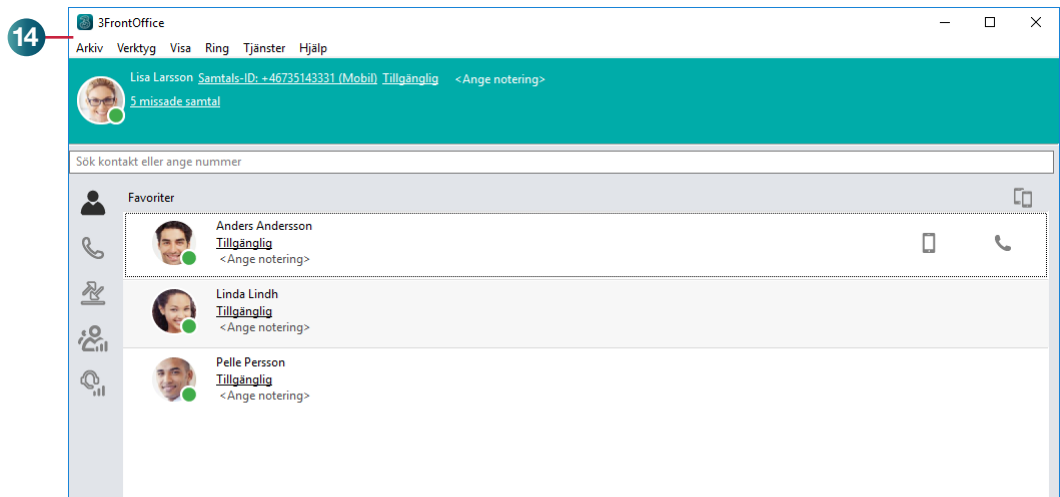 14
3FrontOffice
Arkiv Verktyg Visa Ring Tjänster Hjälp
Lisa Larsson Samtals-ID: +46735143331 (Mobil) Tillgänglig <Ange notering>
5 missade samtal
Sök kontakt eller ange nummer
Favoriter
Anders Andersson
Tillgänglig
<Ange notering>
Linda Lindh
Tillgänglig
<Ange notering>
Pelle Persson
Tillgänglig
<Ange notering>